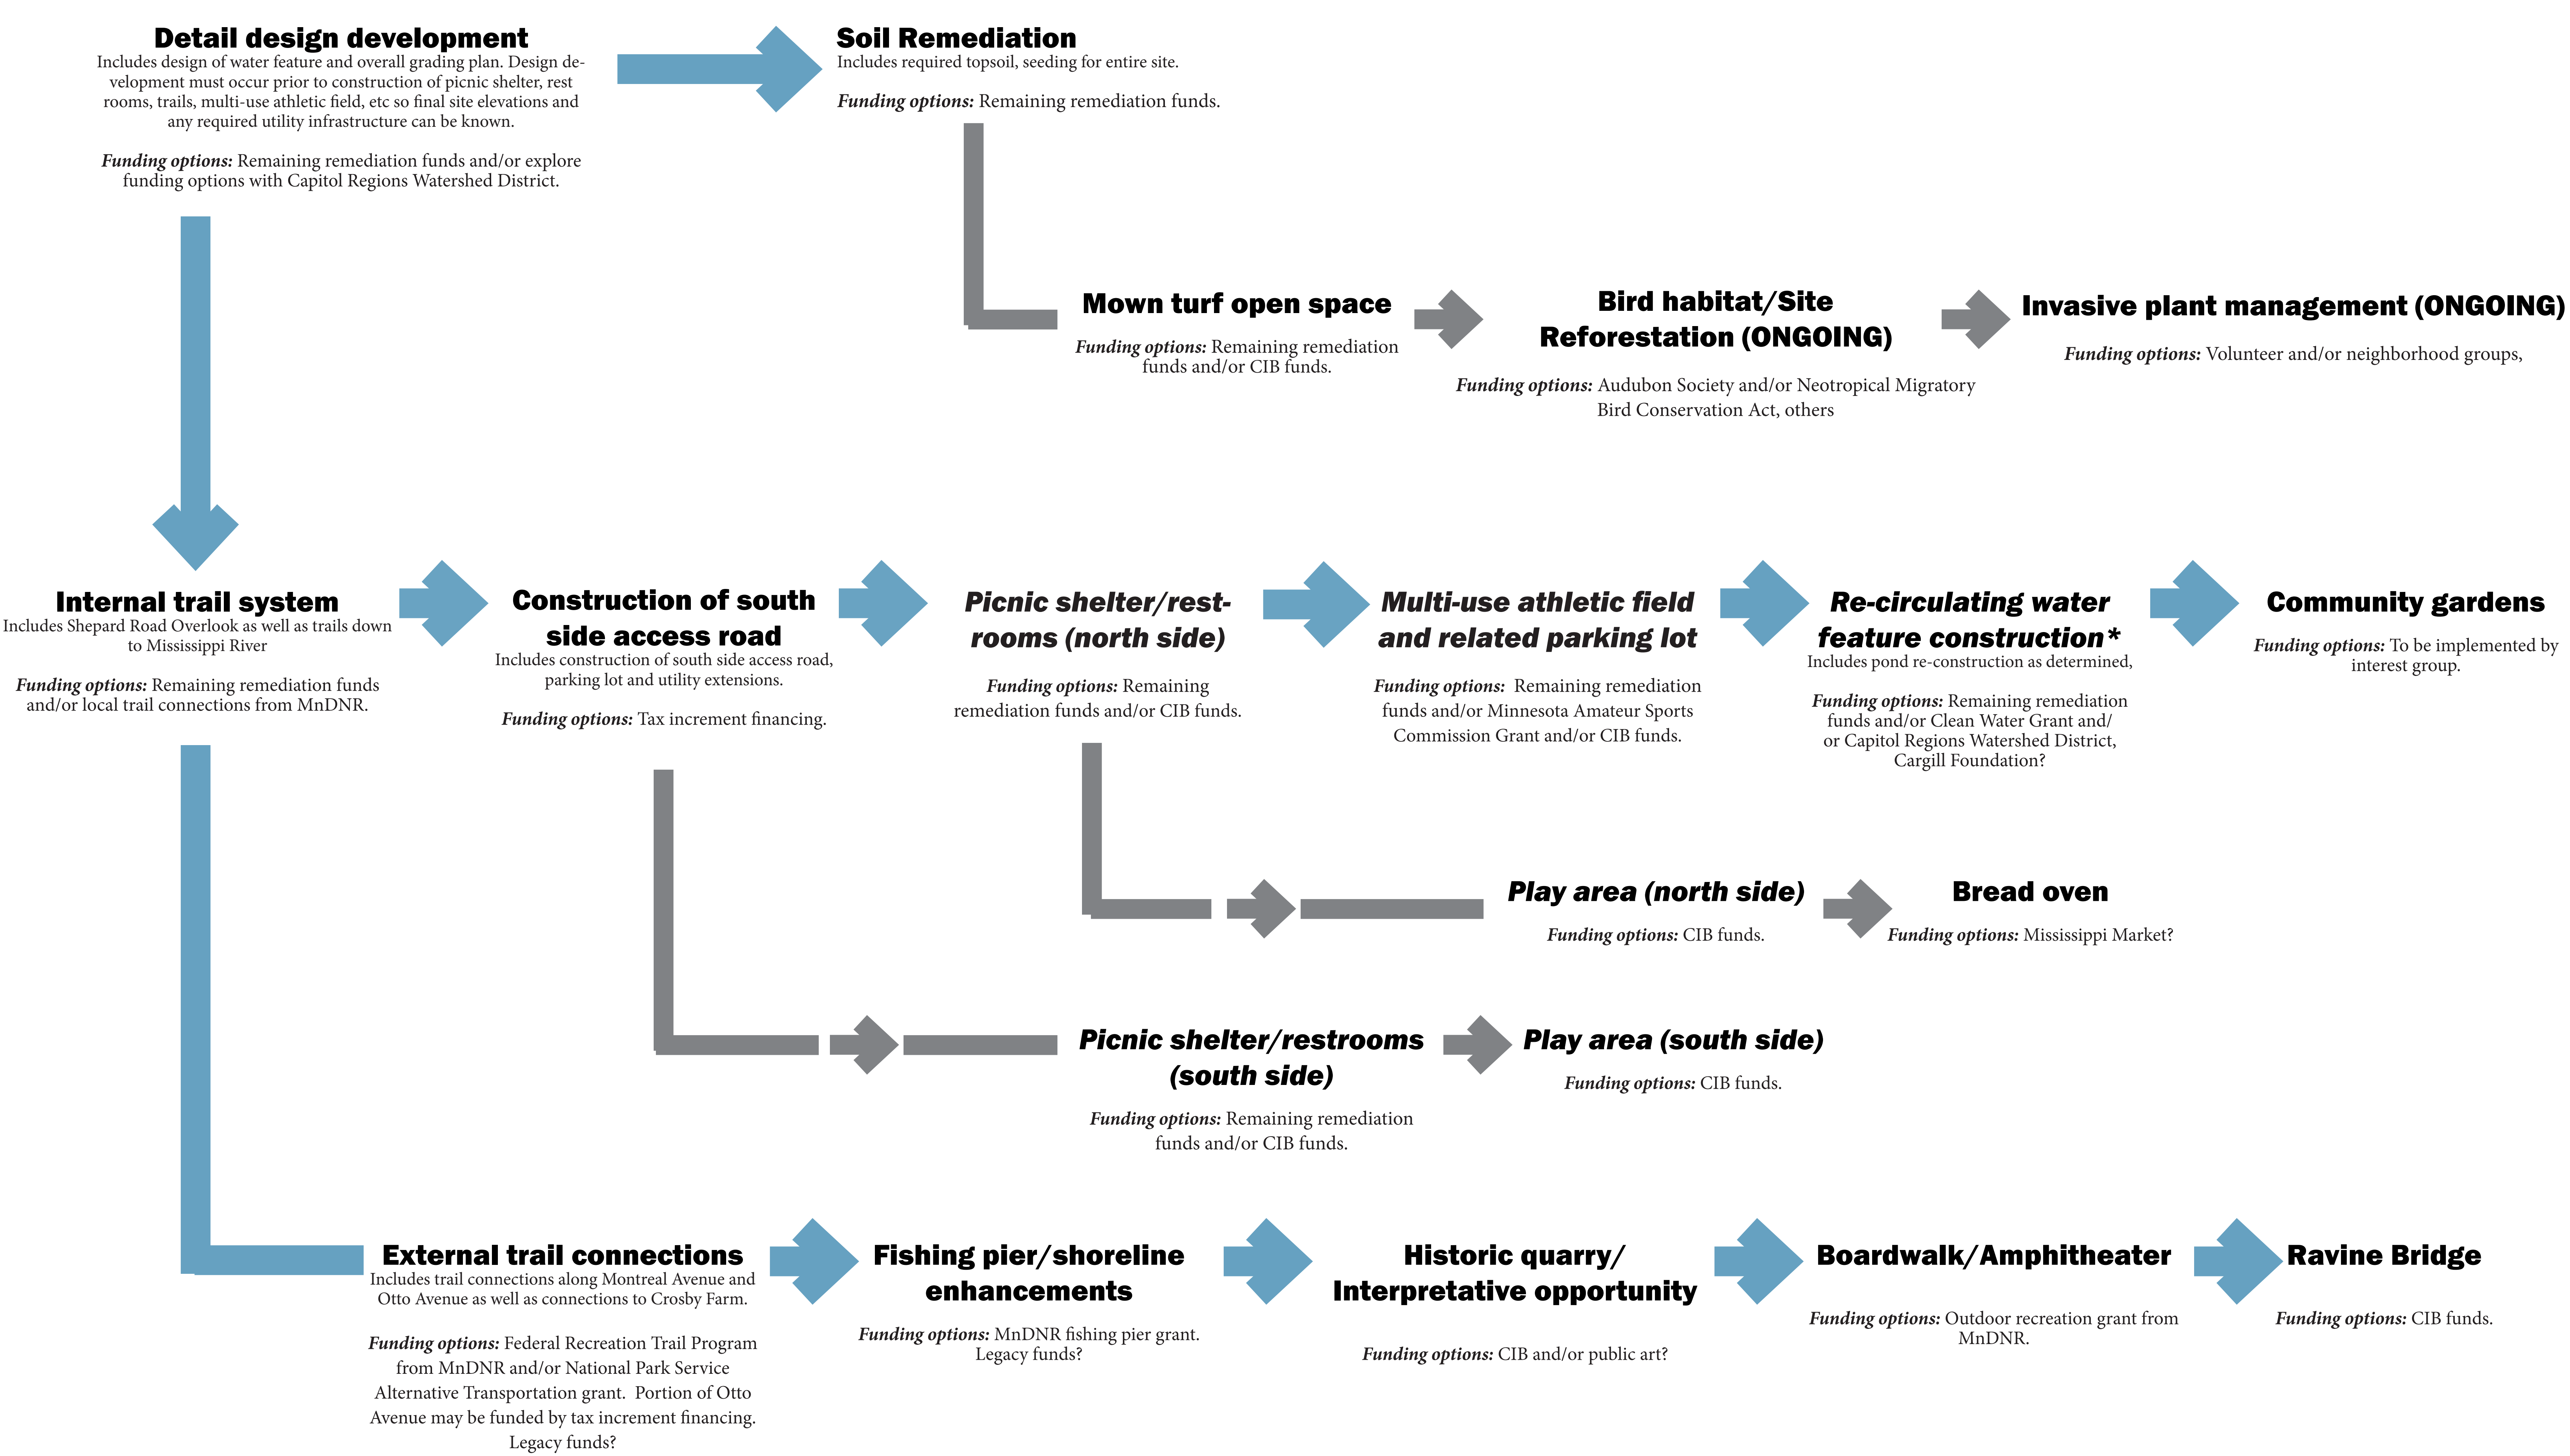 Detail design development
Includes design of water feature and overall grading plan. Design de-
velopment must occur prior to construction of picnic shelter, rest
rooms, trails, multi-use athletic field, etc so final site elevations and
any required utility infrastructure can be known.
Funding options: Remaining remediation funds and/or explore
funding options with Capitol Regions Watershed District.
Soil Remediation
Includes required topsoil, seeding for entire site.
Funding options: Remaining remediation funds.
Mown turf open space
Funding options: Remaining remediation
funds and/or CIB funds.
Bird habitat/Site
Reforestation (ONGOING)
Funding options: Audubon Society and/or Neotropical Migratory
Bird Conservation Act, others
Invasive plant management (ONGOING)
Funding options: Volunteer and/or neighborhood groups,
Internal trail system
Includes Shepard Road Overlook as well as trails down
to Mississippi River
Funding options: Remaining remediation funds
and/or local trail connections from MnDNR.
Construction of south
side access road
Includes construction of south side access road,
parking lot and utility extensions.
Funding options: Tax increment financing.
Picnic shelter/rest-
rooms (north side)
Funding options: Remaining
remediation funds and/or CIB funds.
Multi-use athletic field
and related parking lot
Funding options: Remaining remediation
funds and/or Minnesota Amateur Sports
Commission Grant and/or CIB funds.
Re-circulating water
feature construction*
Includes pond re-construction as determined,
Funding options: Remaining remediation
funds and/or Clean Water Grant and/
or Capitol Regions Watershed District,
Cargill Foundation?
Community gardens
Funding options: To be implemented by
interest group.
Play area (north side)
Funding options: CIB funds.
Bread oven
Funding options: Mississippi Market?
Picnic shelter/restrooms
(south side)
Funding options: Remaining remediation
funds and/or CIB funds.
Play area (south side)
Funding options: CIB funds.
External trail connections
Includes trail connections along Montreal Avenue and
Otto Avenue as well as connections to Crosby Farm.
Funding options: Federal Recreation Trail Program
from MnDNR and/or National Park Service
Alternative Transportation grant. Portion of Otto
Avenue may be funded by tax increment financing.
Legacy funds?
Fishing pier/shoreline
enhancements
Funding options: MnDNR fishing pier grant.
Legacy funds?
Historic quarry/
Interpretative opportunity
Funding options: CIB and/or public art?
Boardwalk/Amphitheater
Funding options: Outdoor recreation grant from
MnDNR.
Ravine Bridge
Funding options: CIB funds.